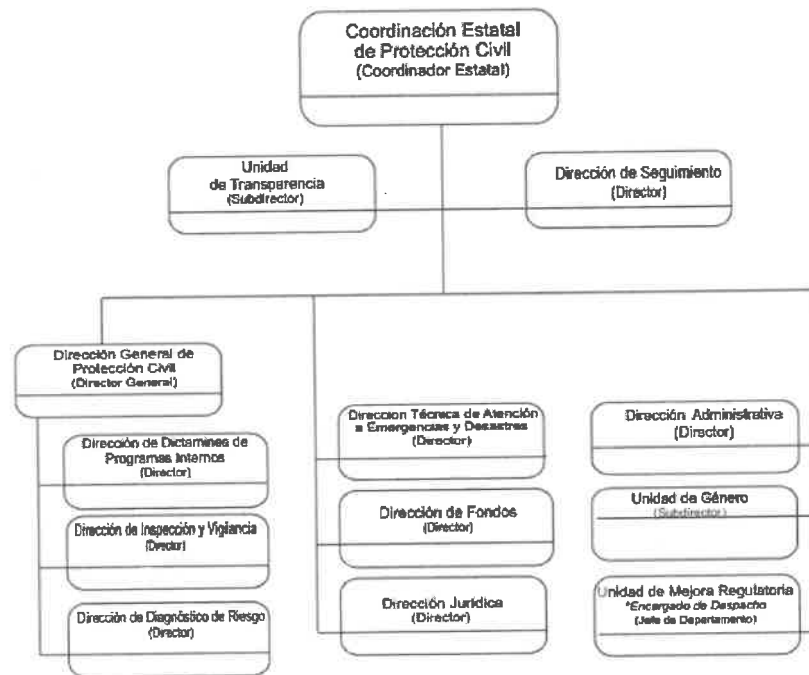 Coordinación Estatal
de Protección Civil
(Coordinador Estatal)
Unidad
de Transparencia
(Subdirector)
Dirección de Seguimiento
(Director)
Dirección General de
Protección Civil
(Director General)
Dirección de Dictamines de
Programas Internos
(Director)
Dirección de Inspección y Vigilancia
(Director)
Dirección de Diagnóstico de Riesgo
(Director)
Direccion Técnica de Atención
a Emergencias y Desastres
(Director)
Dirección de Fondos
(Director)
Dirección Jurídica
(Director)
Dirección Administrativa
(Director)
Unidad de Género
(Subdirector)
Unidad de Mejora Regulatoria
*Encargado de Despacho
(Jefe de Departamento)